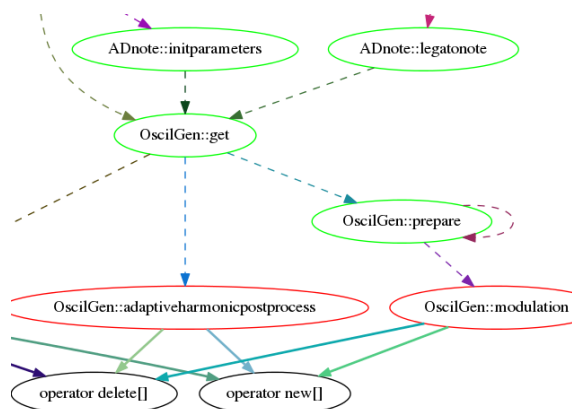 ADnote::initparameters
ADnote::legatonote
OscilGen::get
OscilGen::prepare
OscilGen::adaptiveharmonicpostprocess
OscilGen::modulation
operator delete[]
operator new[]